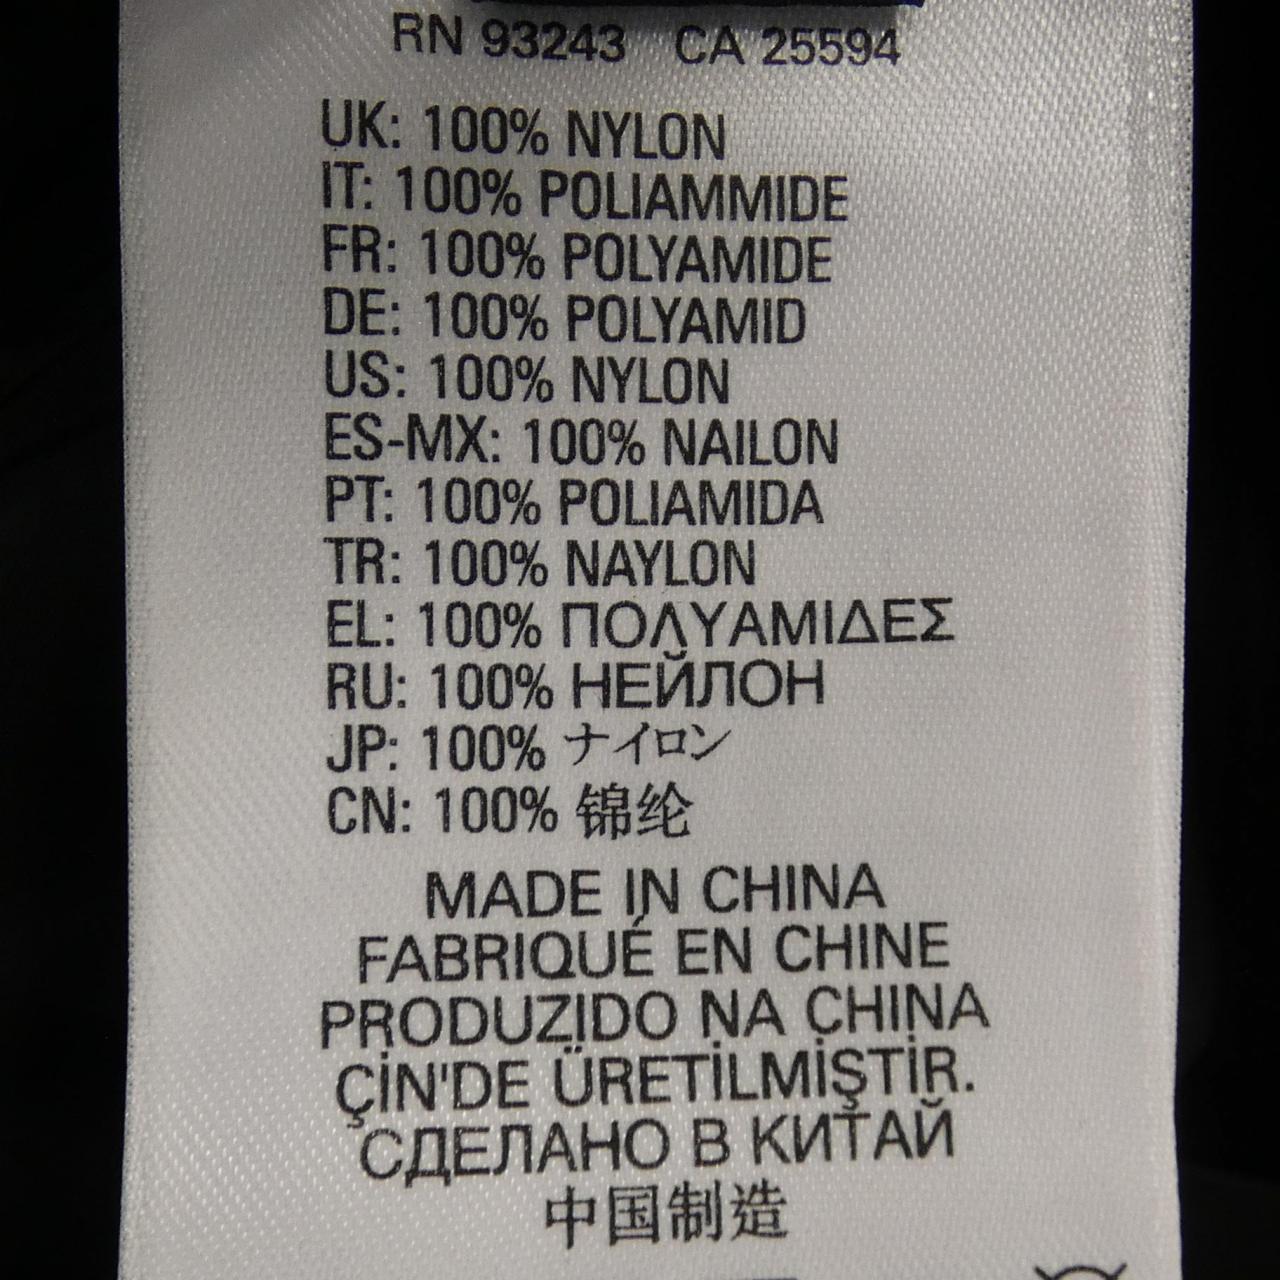 RN 93243 CA 25594
UK: 100% NYLON
IT: 100% POLIAMMIDE
FR: 100% POLYAMIDE
DE: 100% POLYAMID
US: 100% NYLON
ES-MX: 100% NAILON
PT: 100% POLIAMIDA
TR: 100% NAYLON
EL: 100% ΠΟΛΥΑΜΙΔΕΣ
RU: 100% НЕЙЛОН
JP: 100% ナイロン
CN: 100% 锦纶
MADE IN CHINA
FABRIQUÉ EN CHINE
PRODUZIDO NA CHINA
ÇİN'DE ÜRETİLMİŞTİR.
СДЕЛАНО В КИТАЙ
中国制造